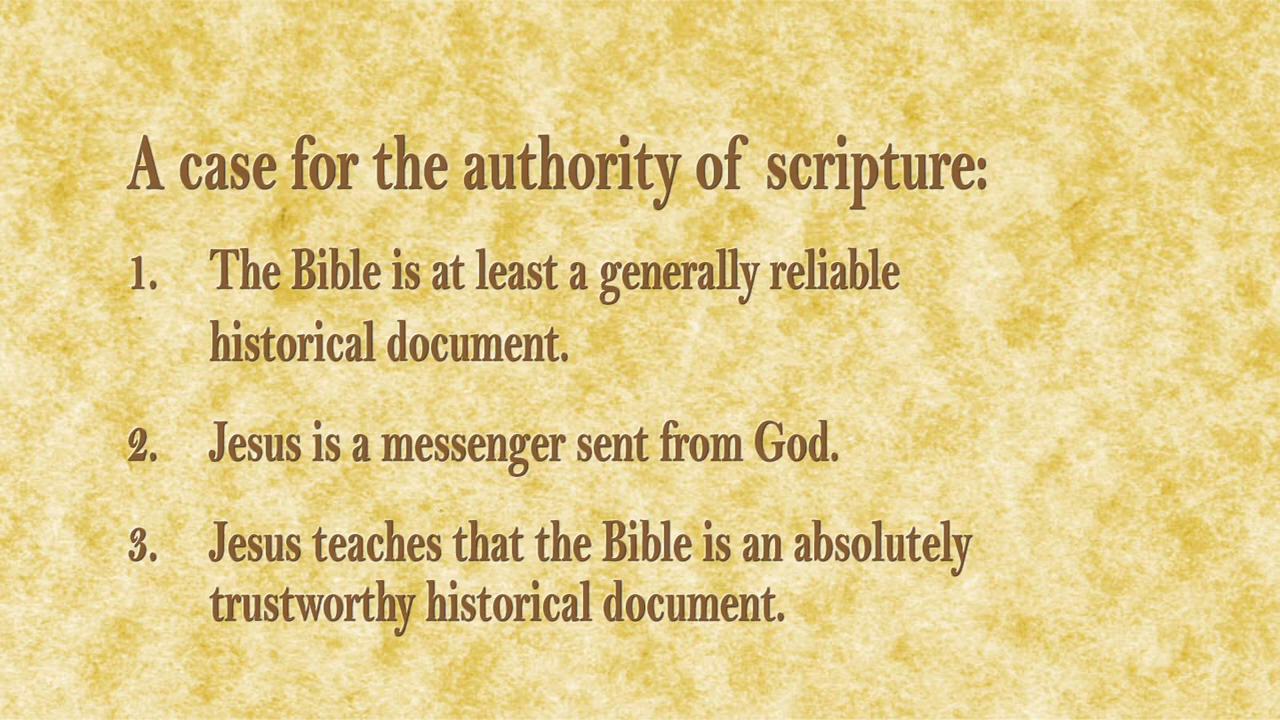 A case for the authority of scripture:
1. The Bible is at least a generally reliable
historical document.
2. Jesus is a messenger sent from God.
3. Jesus teaches that the Bible is an absolutely
trustworthy historical document.